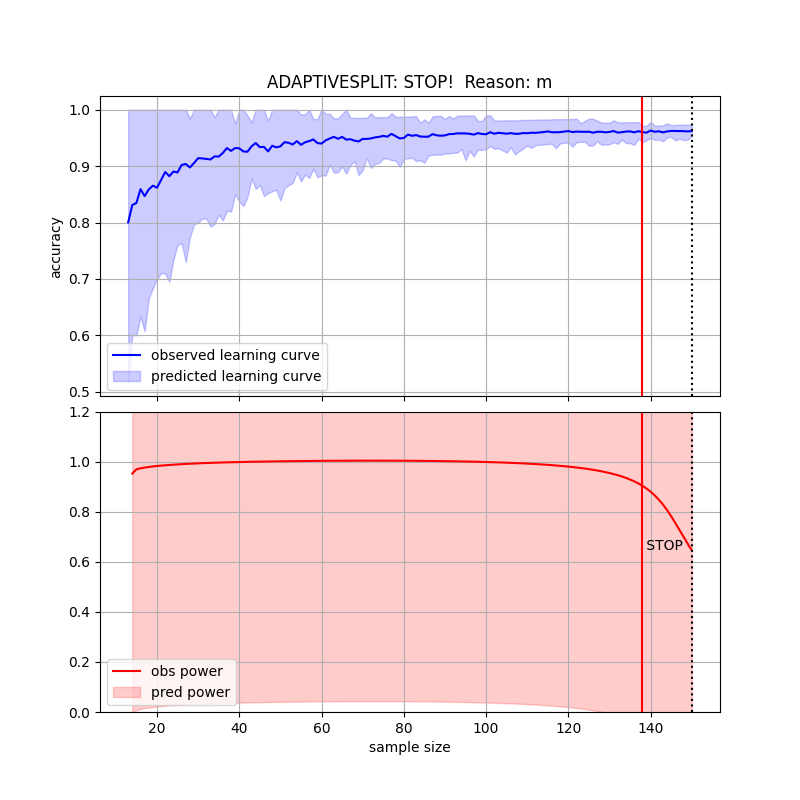 ADAPTIVESPLIT: STOP!  Reason: m
1.0
0.9
0.8
0.7
0.6
0.5
accuracy
observed learning curve
predicted learning curve
1.2
1.0
0.8
0.6
0.4
0.2
0.0
STOP
obs power
pred power
20 40 60 80 100 120 140
sample size